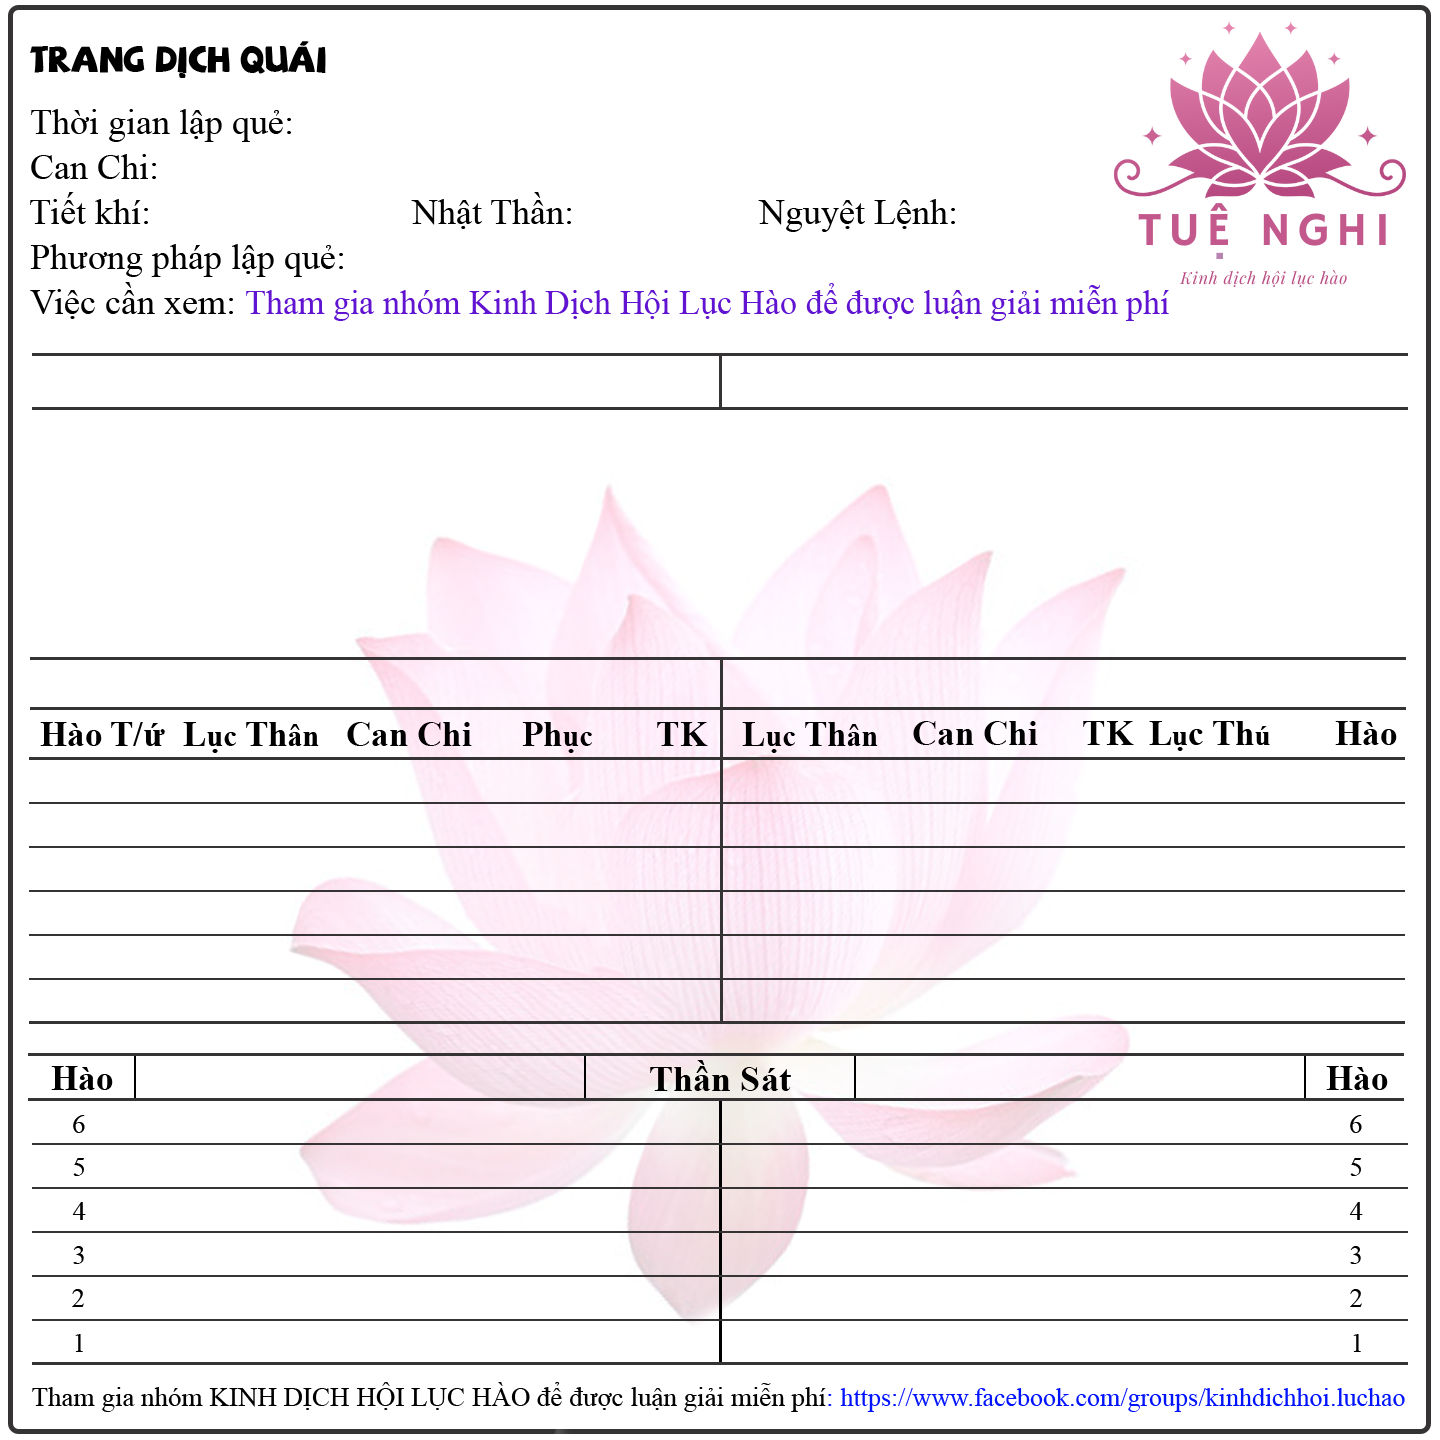 TRANG DỊCH QUÁI
Thời gian lập quẻ:
Can Chi:
Tiết khí: Nhật Thần: Nguyệt Lệnh:
Phương pháp lập quẻ:
Việc cần xem: Tham gia nhóm Kinh Dịch Hội Lục Hào để được luận giải miễn phí
TUỆ NGHI
Kinh dịch hội lục hào
Hào T/ứ Lục Thân Can Chi Phục TK Lục Thân Can Chi TK Lục Thú Hào
Hào Thần Sát Hào
6 6
5 5
4 4
3 3
2 2
1 1
Tham gia nhóm KINH DỊCH HỘI LỤC HÀO để được luận giải miễn phí: https://www.facebook.com/groups/kinhdichhoi.luchao